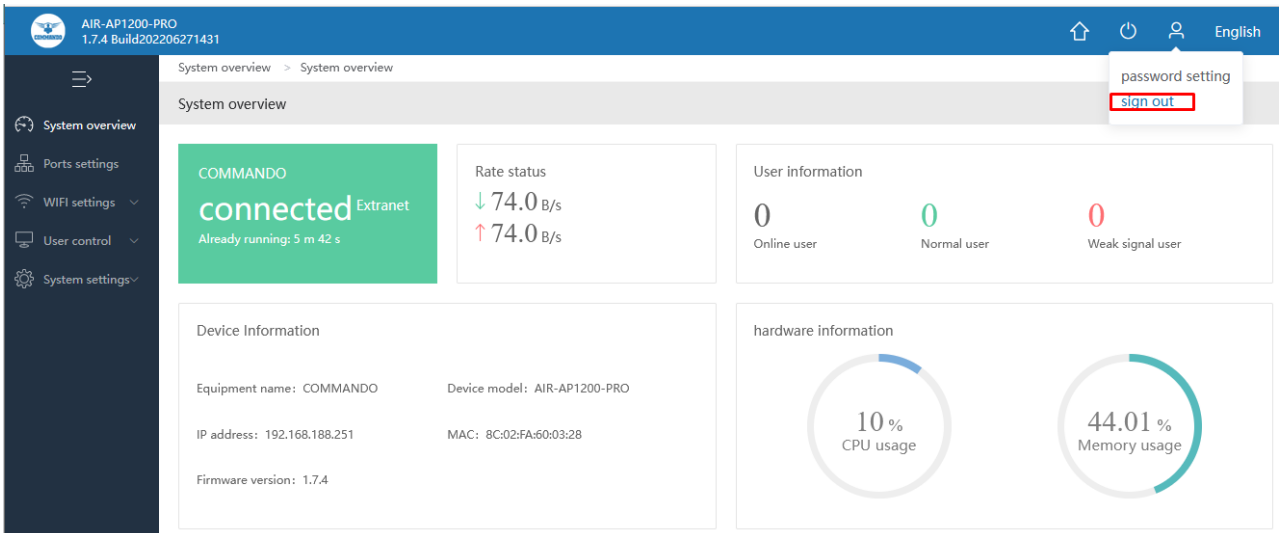 COMMANDO
AIR-AP1200-PRO
1.7.4 Build202206271431
English
password setting
sign out
System overview
Ports settings
WIFI settings
User control
System settings
System overview > System overview
System overview
COMMANDO
connected Extranet
Already running: 5 m 42 s
Rate status
↓ 74.0 B/s
↑ 74.0 B/s
User information
0 0 0
Online user Normal user Weak signal user
Device Information
Equipment name: COMMANDO Device model: AIR-AP1200-PRO
IP address: 192.168.188.251 MAC: 8C:02:FA:60:03:28
Firmware version: 1.7.4
hardware information
10 %
CPU usage
44.01 %
Memory usage